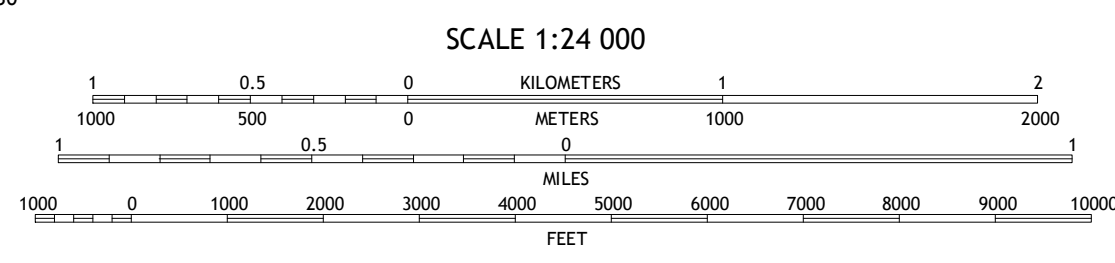 SCALE 1:24 000
1 0.5 0 KILOMETERS 1 2
1000 500 0 METERS 1000 2000
1 0.5 0 1
MILES
1000 0 1000 2000 3000 4000 5000 6000 7000 8000 9000 10000
FEET